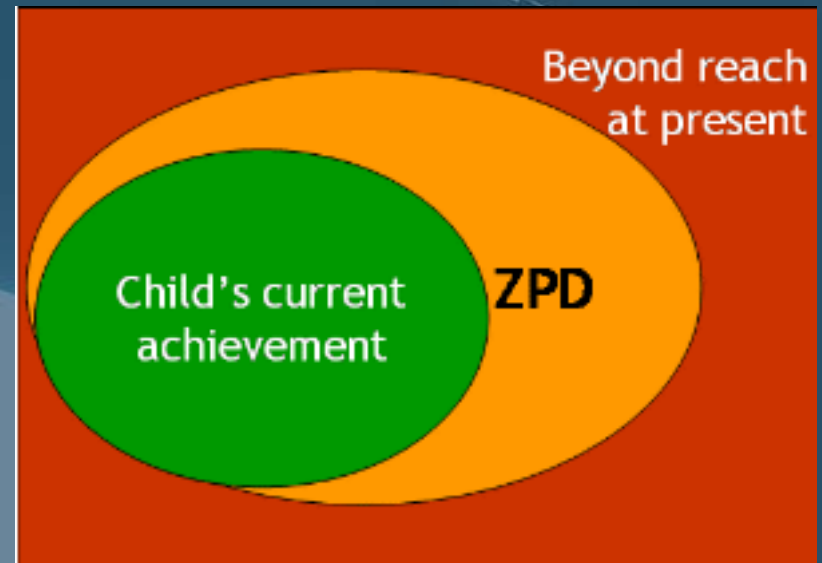 Beyond reach
at present
Child's current
achievement
ZPD